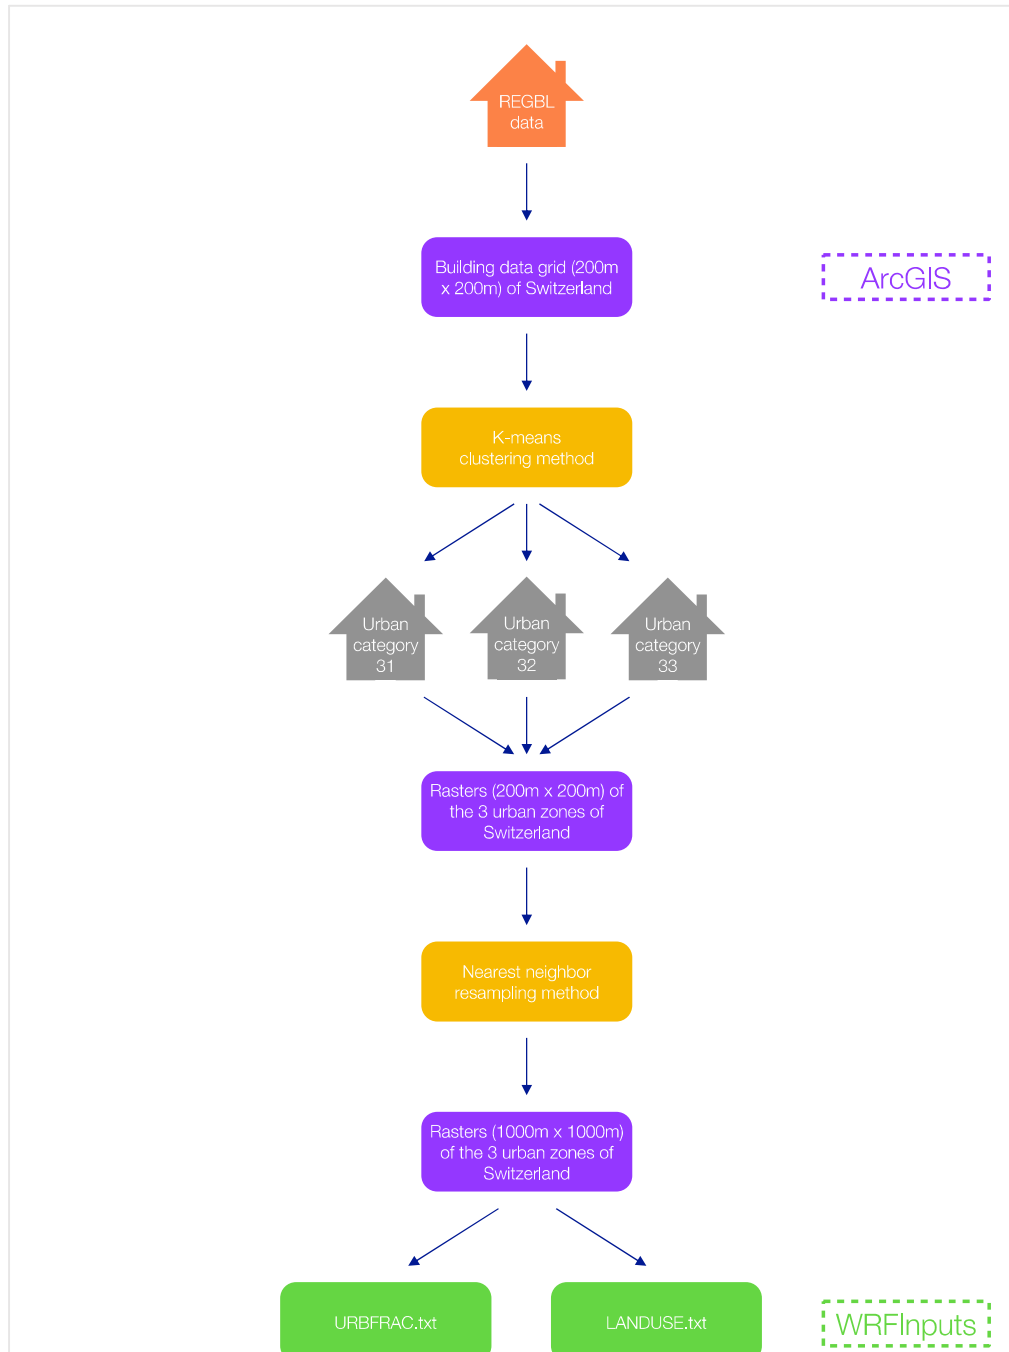 REGBL
data
Building data grid (200m
x 200m) of Switzerland
ArcGIS
K-means
clustering method
Urban
category
31
Urban
category
32
Urban
category
33
Rasters (200m x 200m) of
the 3 urban zones of
Switzerland
Nearest neighbor
resampling method
Rasters (1000m x 1000m)
of the 3 urban zones of
Switzerland
URBFRAC.txt
LANDUSE.txt
WRFInputs